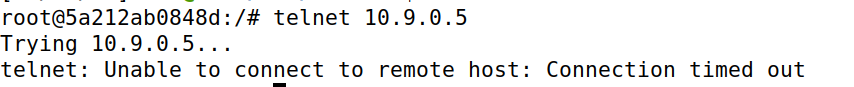 root@5a212ab0848d:/# telnet 10.9.0.5
Trying 10.9.0.5...
telnet: Unable to connect to remote host: Connection timed out